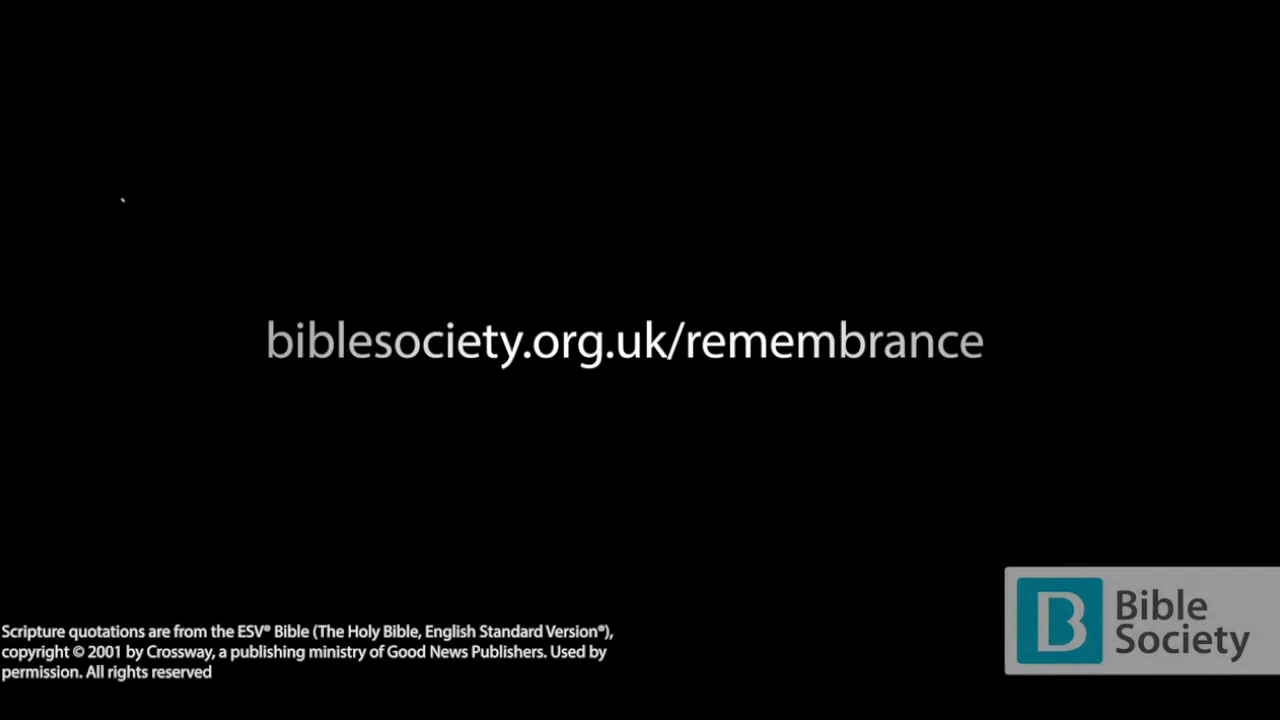 biblesociety.org.uk/remembrance
Scripture quotations are from the ESV® Bible (The Holy Bible, English Standard Version®),
copyright © 2001 by Crossway, a publishing ministry of Good News Publishers. Used by
permission. All rights reserved
B
Bible
Society